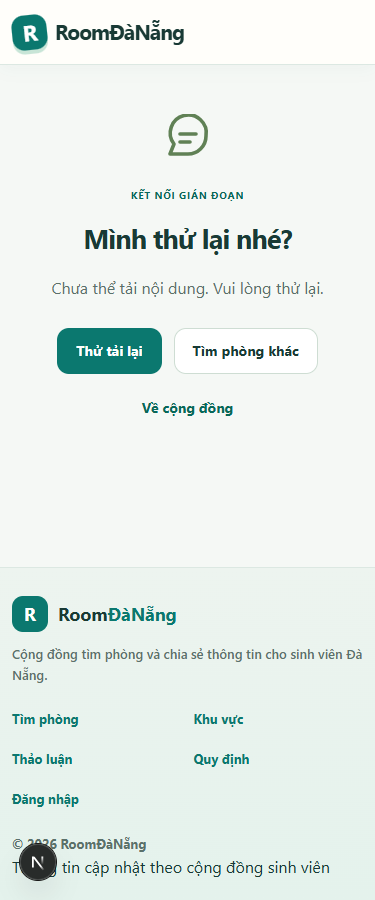 R RoomĐàNẵng
KẾT NỐI GIÁN ĐOẠN
Mình thử lại nhé?
Chưa thể tải nội dung. Vui lòng thử lại.
Thử tải lại Tìm phòng khác
Về cộng đồng
R RoomĐàNẵng
Cộng đồng tìm phòng và chia sẻ thông tin cho sinh viên Đà
Nẵng.
Tìm phòng Khu vực
Thảo luận Quy định
Đăng nhập
© 2026 RoomĐàNẵng
N tin cập nhật theo cộng đồng sinh viên